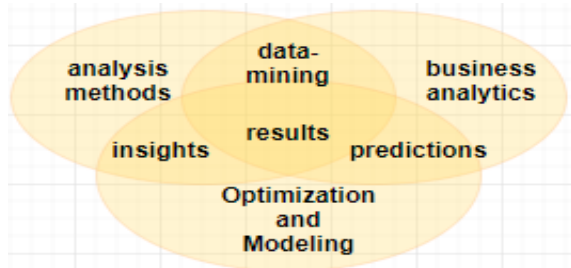 analysis
methods
data-
mining
business
analytics
insights
results
predictions
Optimization
and
Modeling